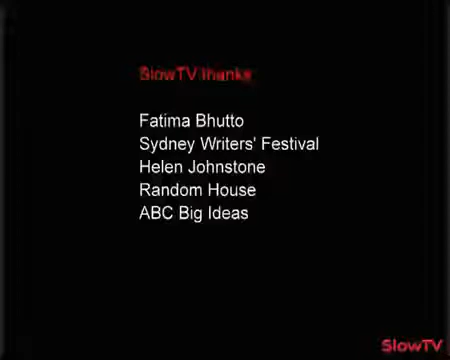 SlowTV thanks
Fatima Bhutto
Sydney Writers' Festival
Helen Johnstone
Random House
ABC Big Ideas
SlowTV